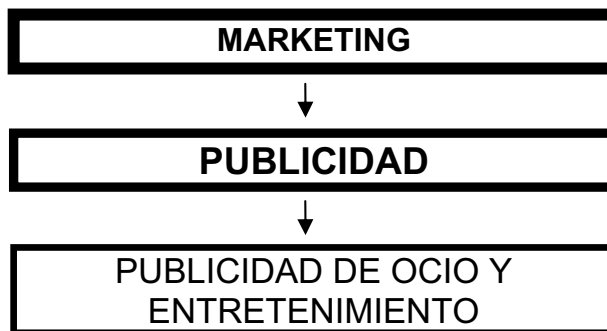 MARKETING
PUBLICIDAD
PUBLICIDAD DE OCIO Y
ENTRETENIMIENTO